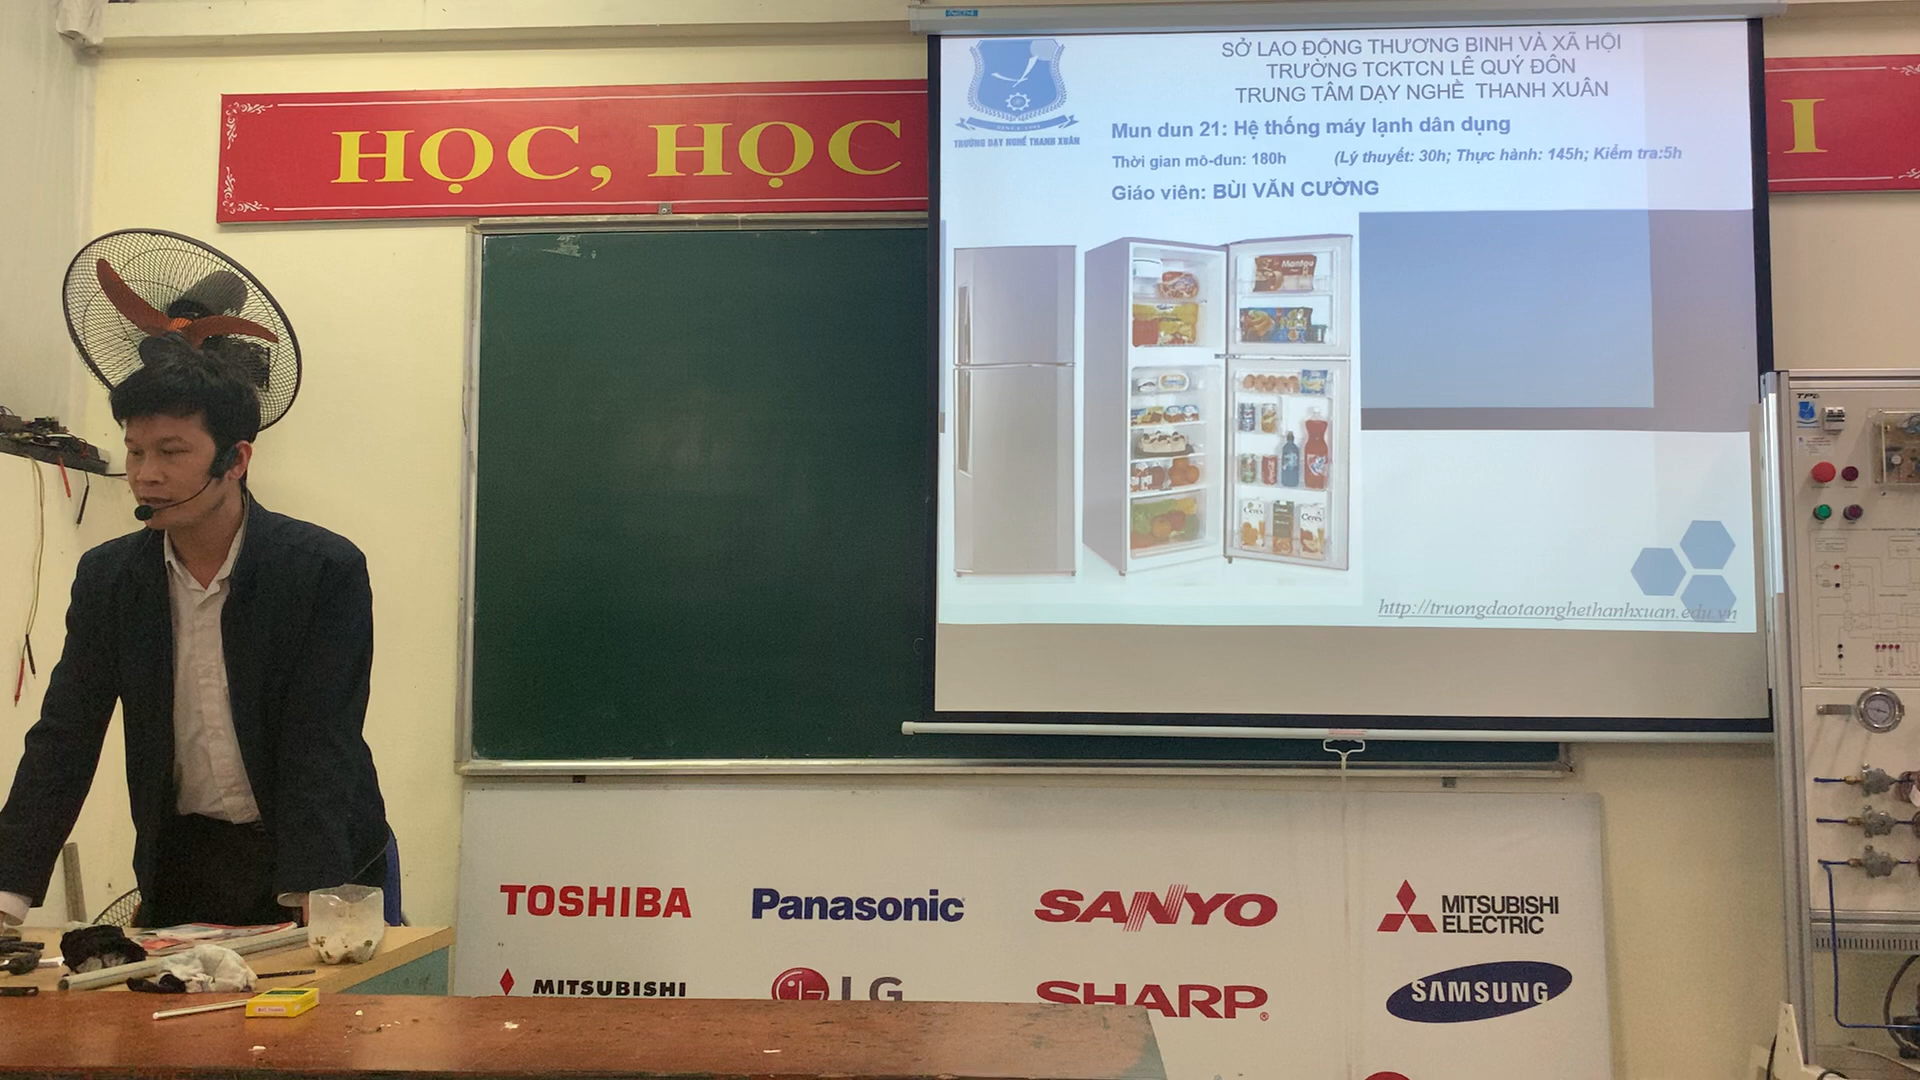 HỌC, HỌC
I
TRƯỜNG DẠY NGHỀ THANH XUÂN
SỞ LAO ĐỘNG THƯƠNG BINH VÀ XÃ HỘI
TRƯỜNG TCKTCN LÊ QUÝ ĐÔN
TRUNG TÂM DẠY NGHỀ THANH XUÂN
Mun dun 21: Hệ thống máy lạnh dân dụng
Thời gian mô-đun: 180h (Lý thuyết: 30h; Thực hành: 145h; Kiểm tra:5h
Giáo viên: BÙI VĂN CƯỜNG
Mantou
Ceres
Ceres
http://truongdaotaonghethanhxuan.edu.vn
TOSHIBA
Panasonic
SANYO
MITSUBISHI
ELECTRIC
MITSUBISHI
LG
SHARP
SAMSUNG